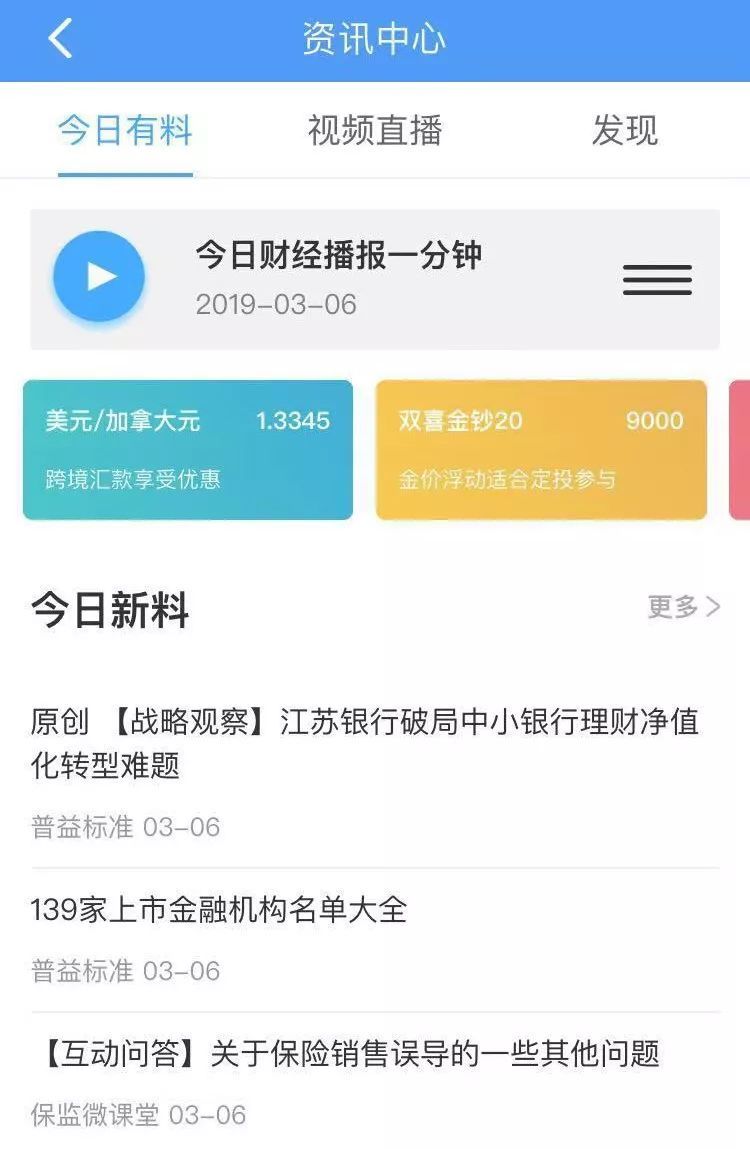 资讯中心
今日有料
视频直播
发现
今日财经播报一分钟
2019-03-06
美元/加拿大元 1.3345
跨境汇款享受优惠
双喜金钞20 9000
金价浮动适合定投参与
今日新料
更多
原创 【战略观察】江苏银行破局中小银行理财净值
化转型难题
普益标准 03-06
139家上市金融机构名单大全
普益标准 03-06
【互动问答】关于保险销售误导的一些其他问题
保监微课堂 03-06